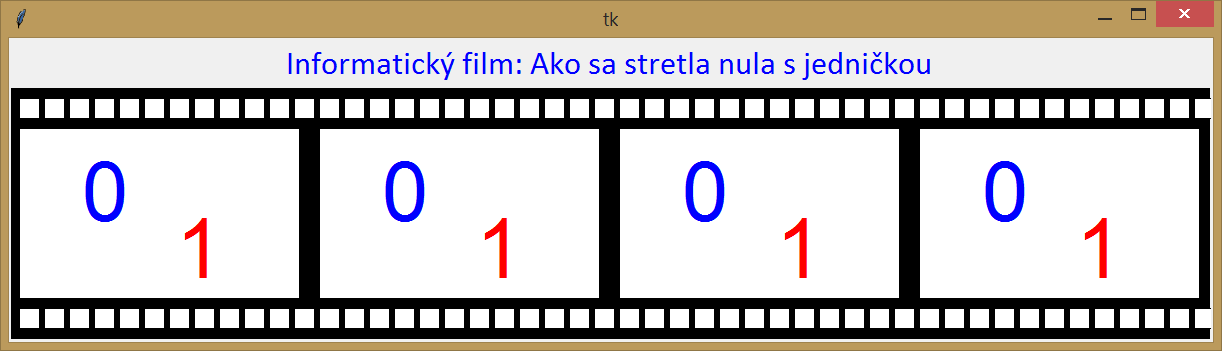 tk
Informatický film: Ako sa stretla nula s jedničkou
0 0 0 0
1 1 1 1